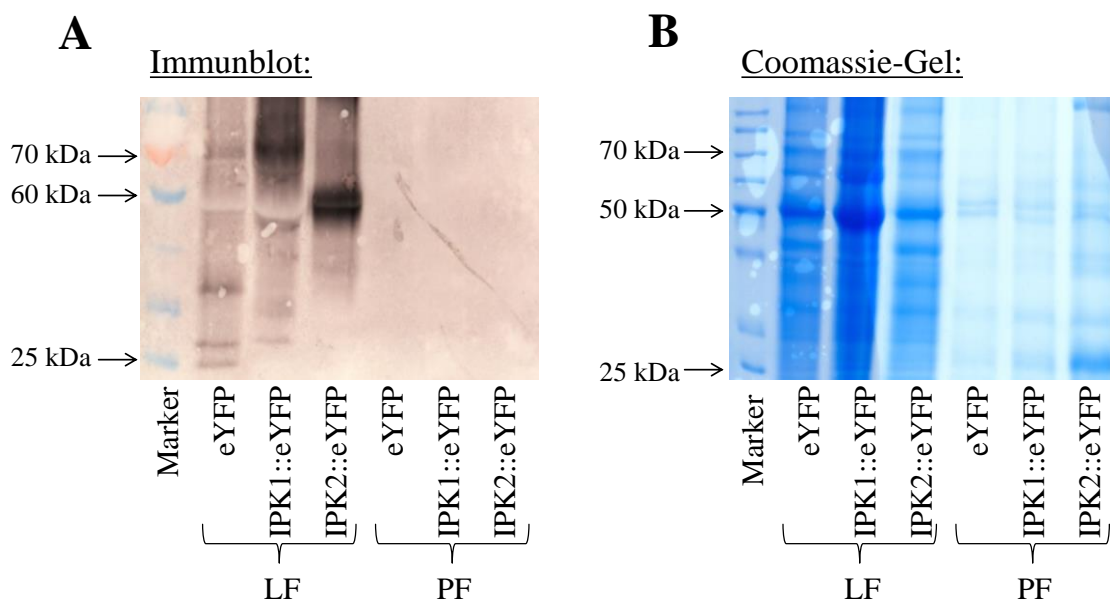 A
Immunblot:
70 kDa
60 kDa
25 kDa
Marker
eYFP
IPK1::eYFP
IPK2::eYFP
eYFP
IPK1::eYFP
IPK2::eYFP
LF
PF
B
Coomassie-Gel:
70 kDa
50 kDa
25 kDa
Marker
eYFP
IPK1::eYFP
IPK2::eYFP
eYFP
IPK1::eYFP
IPK2::eYFP
LF
PF